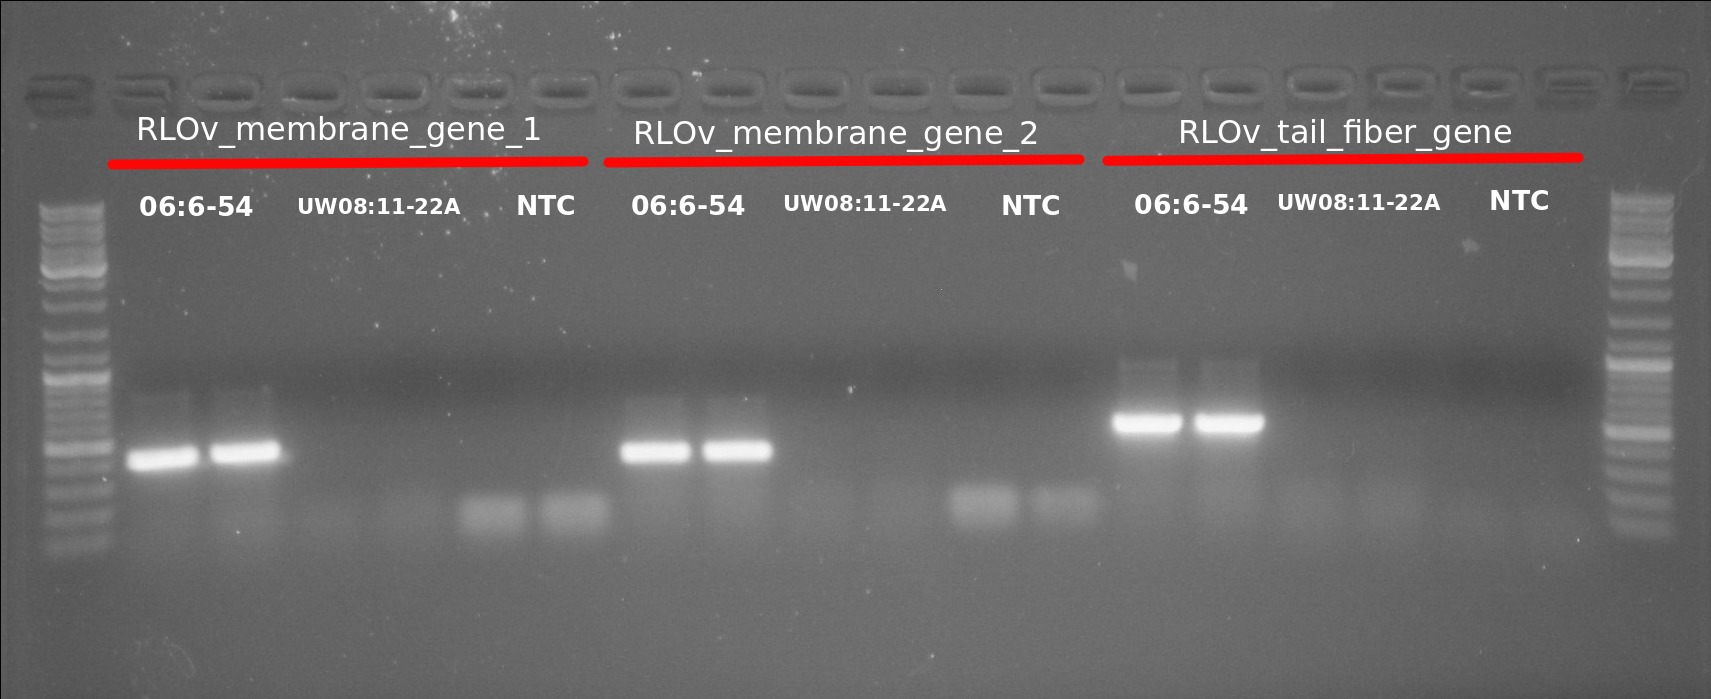 RLOv_membrane_gene_1 RLOv_membrane_gene_2 RLOv_tail_fiber_gene
06:6-54 UW08:11-22A NTC 06:6-54 UW08:11-22A NTC 06:6-54 UW08:11-22A NTC